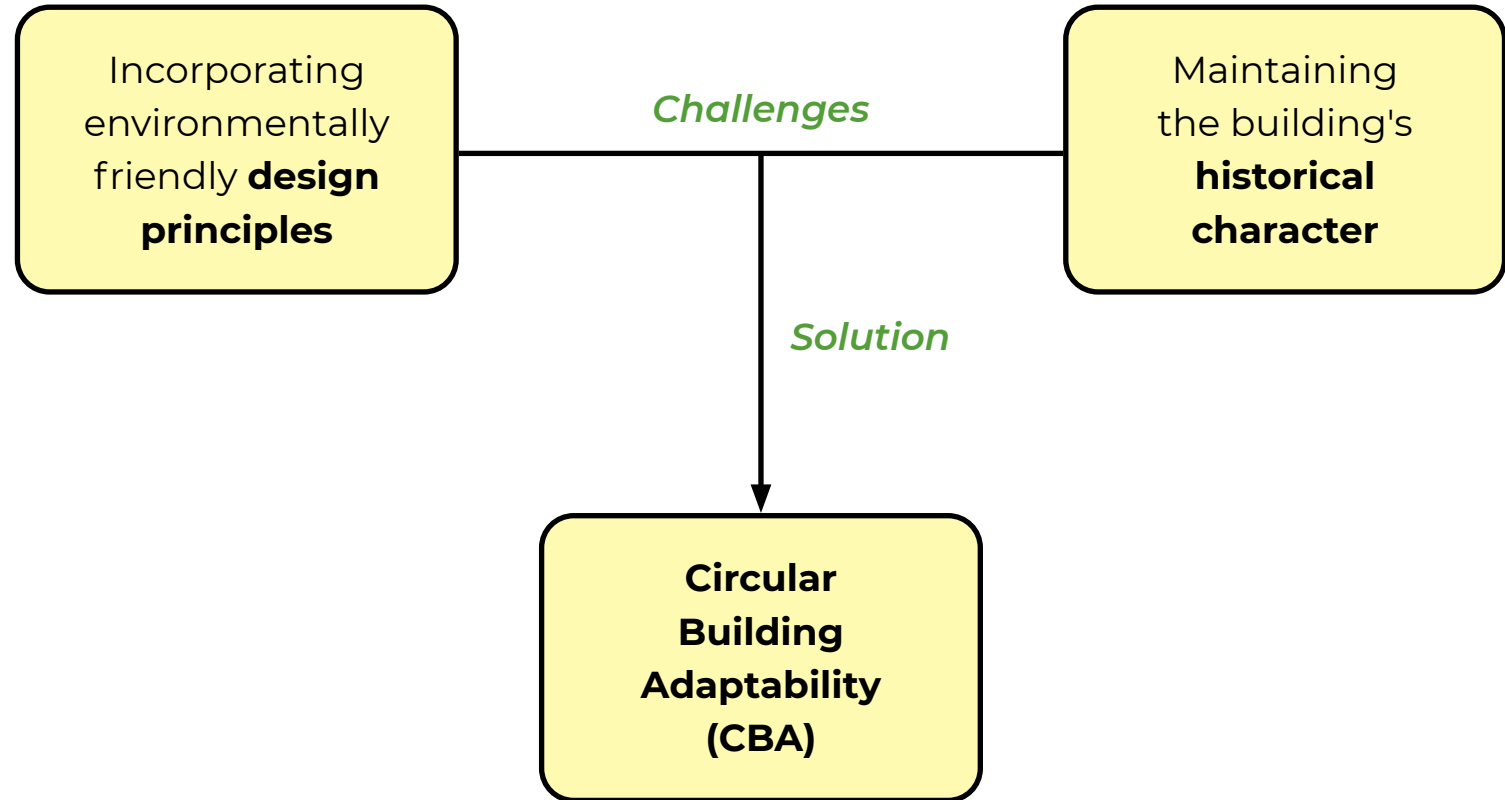 Incorporating
environmentally
friendly design
principles
Challenges
Maintaining
the building's
historical
character
Solution
Circular
Building
Adaptability
(CBA)